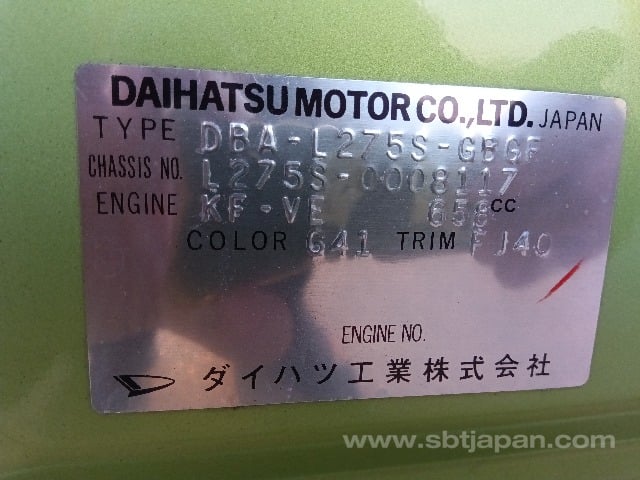 DAIHATSU MOTOR CO.,LTD. JAPAN
TYPE DBA-L275S-GBGF
CHASSIS NO. L275S-0008117
ENGINE KF-VE 658CC
COLOR G41 TRIM FJ40
ENGINE NO.
ダイハツ工業株式会社
www.sbtjapan.com